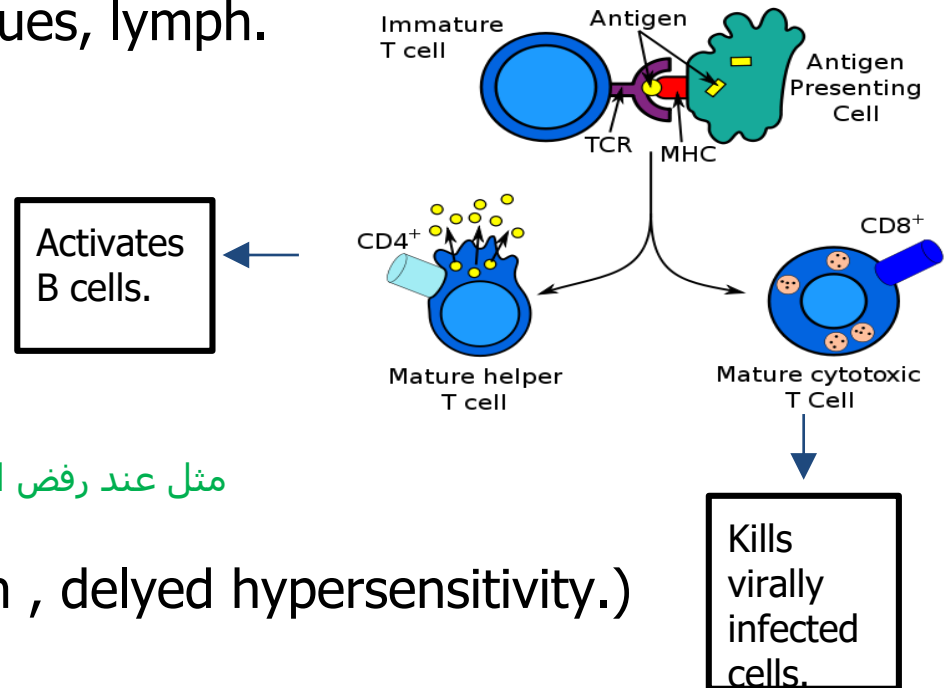 ues, lymph.
Immature
T cell
Antigen
Antigen
Presenting
Cell
TCR
MHC
Activates
B cells.
CD4+
CD8+
Mature helper
T cell
Mature cytotoxic
T Cell
مثل عند رفض ا
Kills
virally
infected
cells.
n , delyed hypersensitivity.)